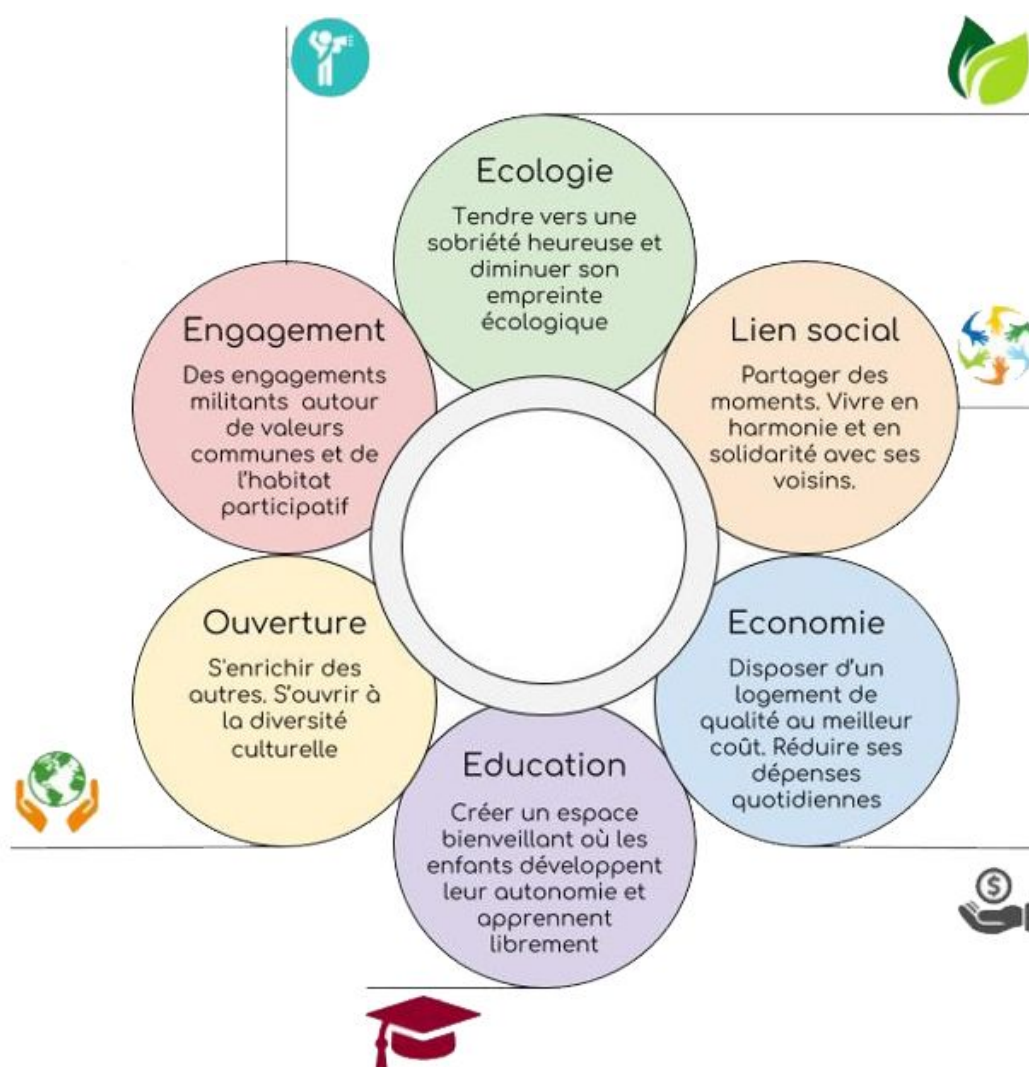 Ecologie
Tendre vers une
sobriété heureuse et
diminuer son
empreinte
écologique
Engagement
Des engagements
militants autour
de valeurs
communes et de
l'habitat
participatif
Lien social
Partager des
moments. Vivre en
harmonie et en
solidarité avec ses
voisins.
Ouverture
S'enrichir des
autres. S'ouvrir à
la diversité
culturelle
Economie
Disposer d'un
logement de
qualité au meilleur
coût. Réduire ses
dépenses
quotidiennes
Education
Créer un espace
bienveillant où les
enfants développent
leur autonomie et
apprennent
librement
$